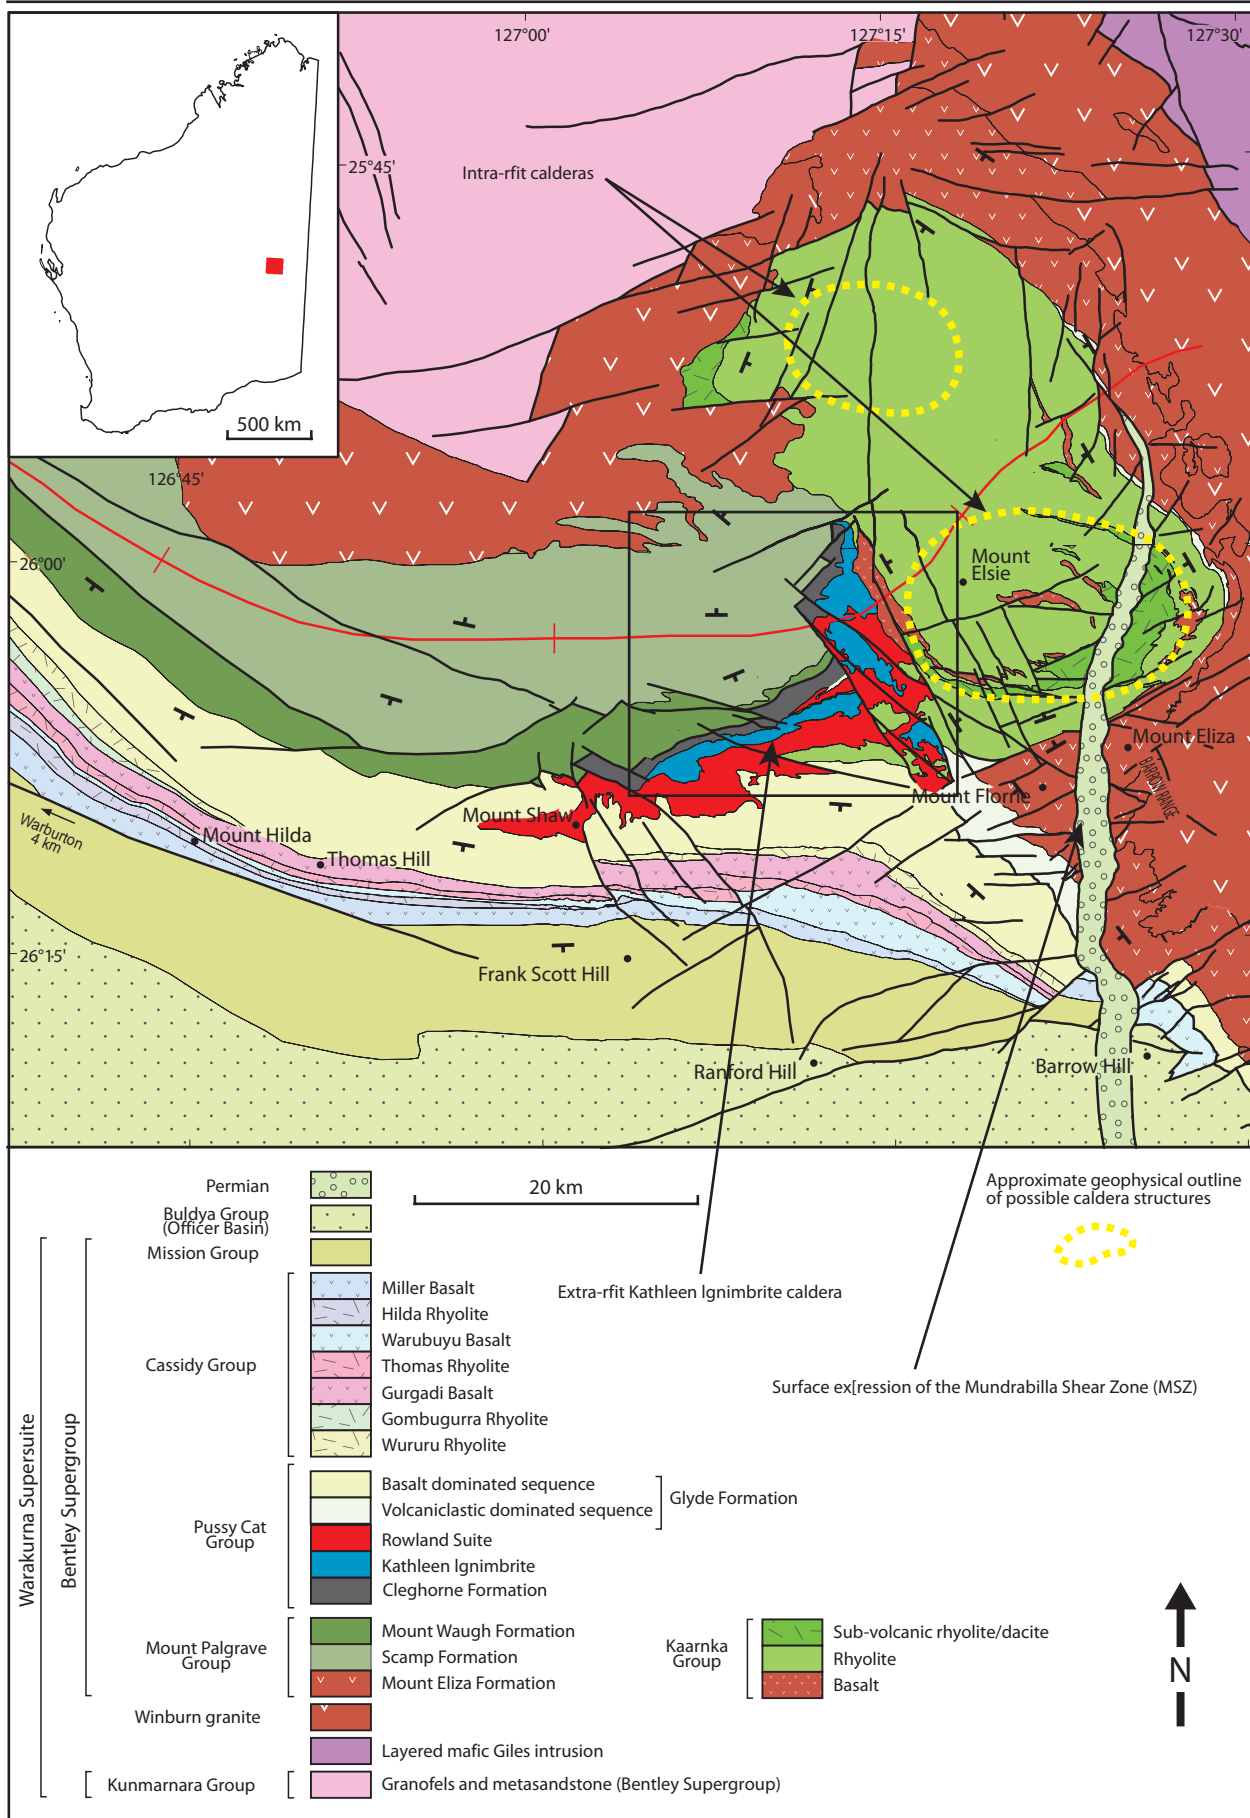 127°00'
127°15'
127°30'
25°45'
Intra-rfit calderas
500 km
126°45'
26°00'
Mount
Elsie
Mount Eliza
BARROW RANGE
Mount Florrie
Mount Shaw
Warburton
4 km
Mount Hilda
Thomas Hill
26°15'
Frank Scott Hill
Ranford Hill
Barrow Hill
Permian
20 km
Approximate geophysical outline
of possible caldera structures
Buldya Group
(Officer Basin)
Mission Group
Extra-rfit Kathleen Ignimbrite caldera
Surface ex[ression of the Mundrabilla Shear Zone (MSZ)
Warakurna Supersuite
Bentley Supergroup
Cassidy Group
Miller Basalt
Hilda Rhyolite
Warubuyu Basalt
Thomas Rhyolite
Gurgadi Basalt
Gombugurra Rhyolite
Wururu Rhyolite
Pussy Cat
Group
Basalt dominated sequence
Volcaniclastic dominated sequence
Glyde Formation
Rowland Suite
Kathleen Ignimbrite
Cleghorne Formation
Mount Palgrave
Group
Mount Waugh Formation
Scamp Formation
Mount Eliza Formation
Kaarnka
Group
Sub-volcanic rhyolite/dacite
Rhyolite
Basalt
Winburn granite
Layered mafic Giles intrusion
Kunmarnara Group
Granofels and metasandstone (Bentley Supergroup)
N